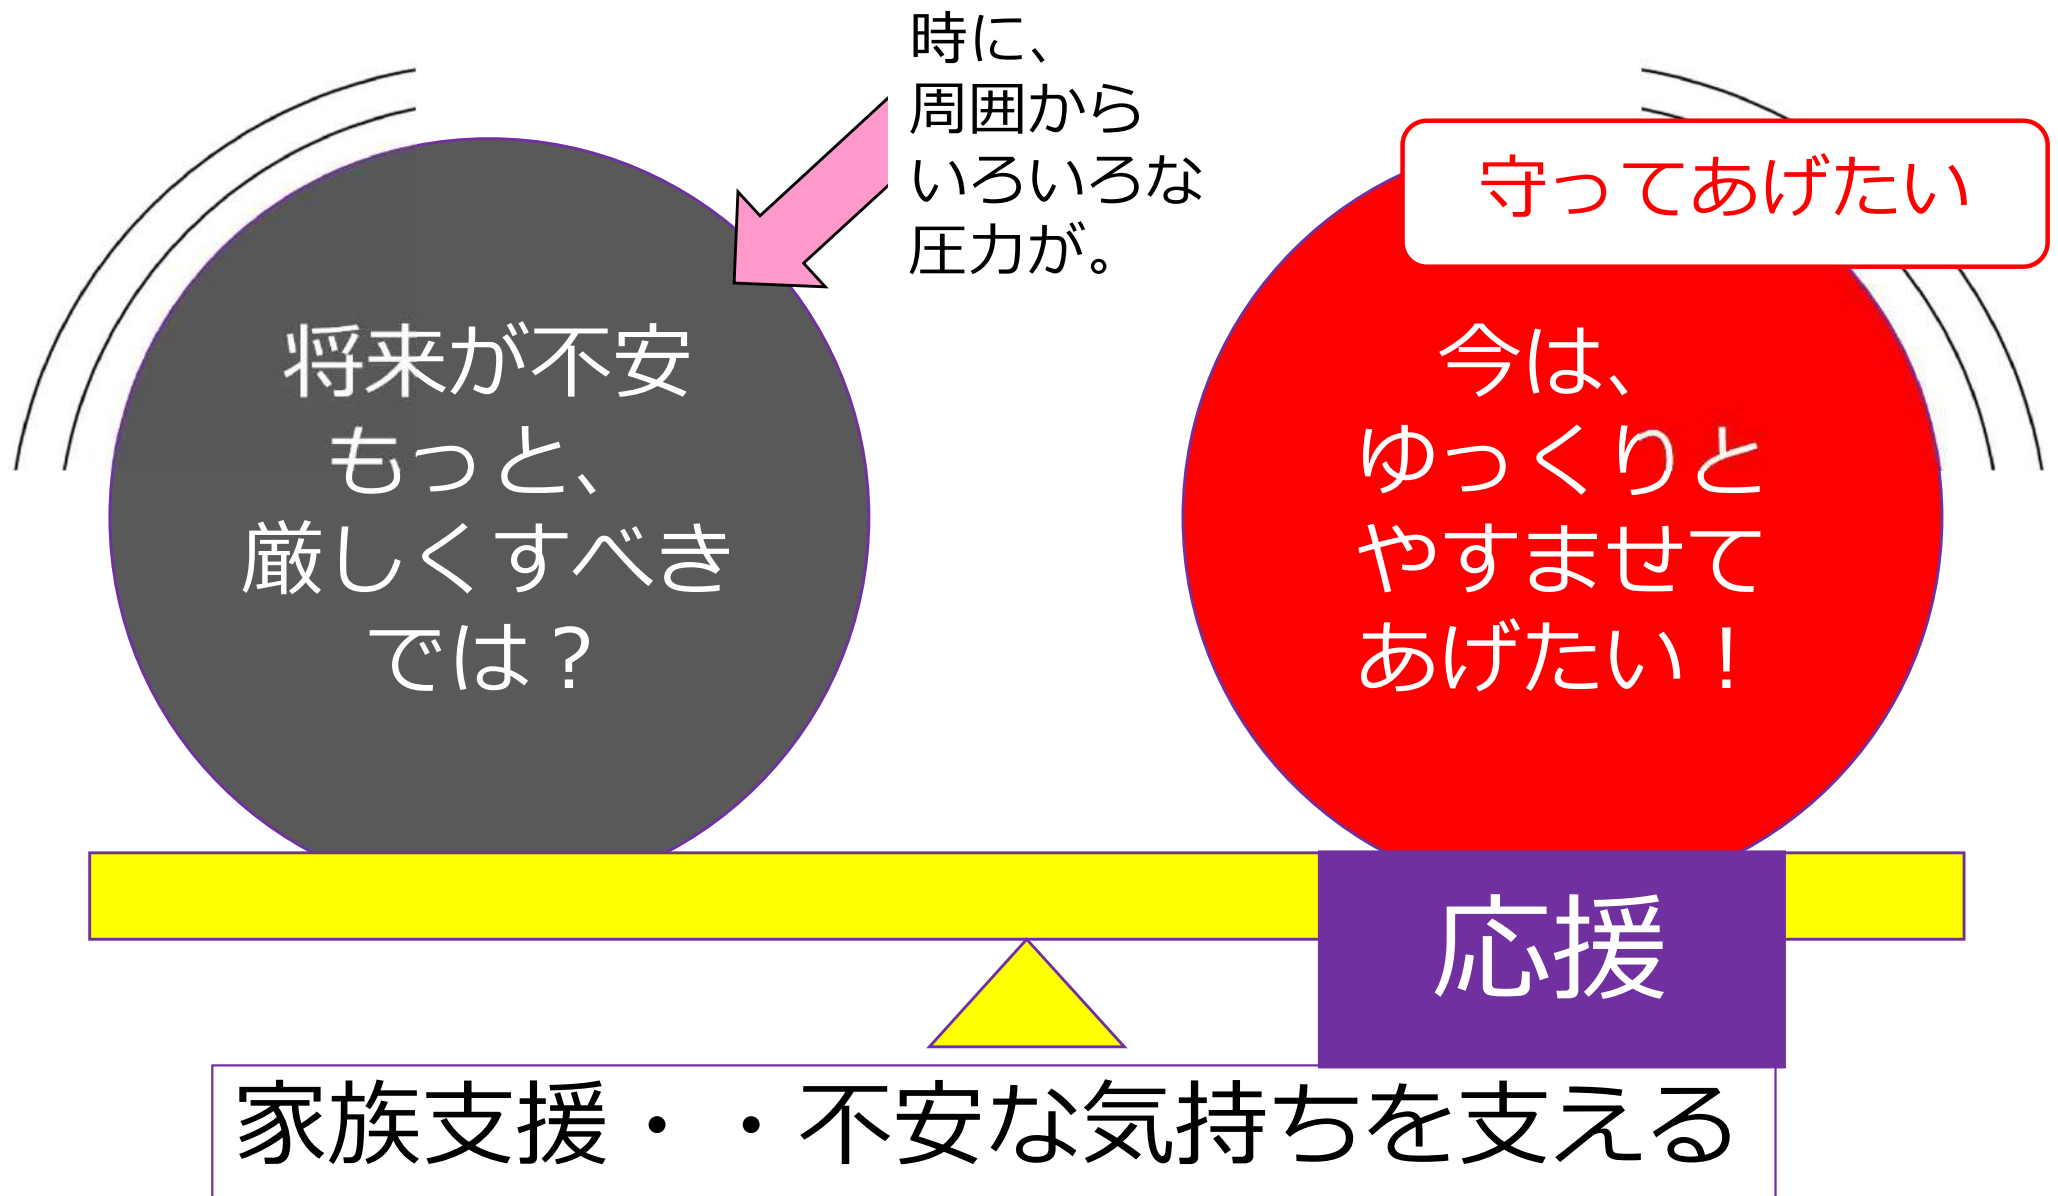 時に、
周囲から
いろいろな
圧力が。
守ってあげたい
将来が不安
もっと、
厳しくすべき
では？
今は、
ゆっくりと
やすませて
あげたい！
応援
家族支援・・不安な気持ちを支える